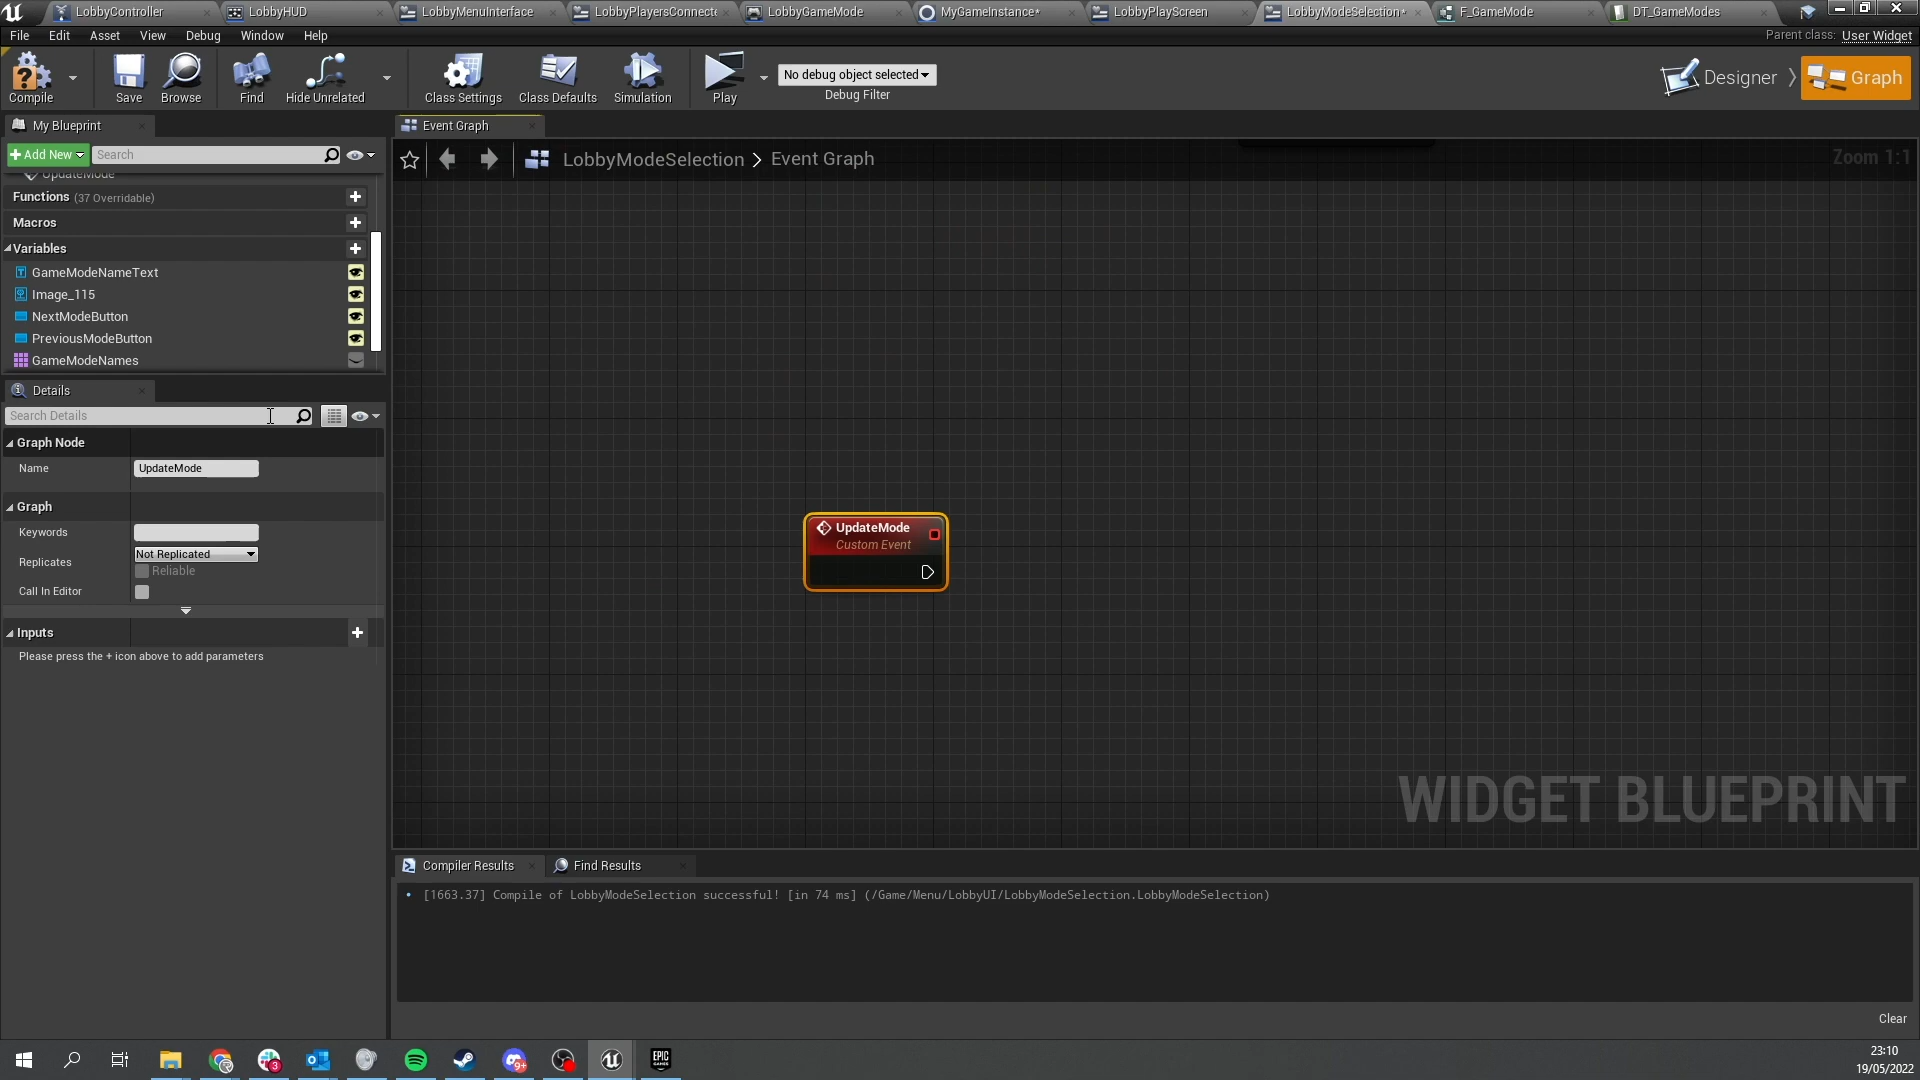 LobbyController
LobbyHUD
LobbyMenuInterface
LobbyPlayersConnecte
LobbyGameMode
MyGameInstance*
LobbyPlayScreen
LobbyModeSelection*
F_GameMode
DT_GameModes
File
Edit
Asset
View
Debug
Window
Help
Parent class: User Widget
Compile
Save
Browse
Find
Hide Unrelated
Class Settings
Class Defaults
Simulation
Play
No debug object selected
Debug Filter
Designer
Graph
My Blueprint
Event Graph
Add New
Search
LobbyModeSelection > Event Graph
Zoom 1:1
UpdateMode
Functions (37 Overridable)
Macros
Variables
GameModeNameText
Image_115
NextModeButton
PreviousModeButton
GameModeNames
Details
Search Details
Graph Node
Name
UpdateMode
Graph
Keywords
Replicates
Not Replicated
Reliable
Call In Editor
Inputs
Please press the + icon above to add parameters
UpdateMode
Custom Event
WIDGET BLUEPRINT
Compiler Results
Find Results
[1663.37] Compile of LobbyModeSelection successful! [in 74 ms] (/Game/Menu/LobbyUI/LobbyModeSelection.LobbyModeSelection)
Clear
3
9+
EPIC
GAMES
23:10
19/05/2022